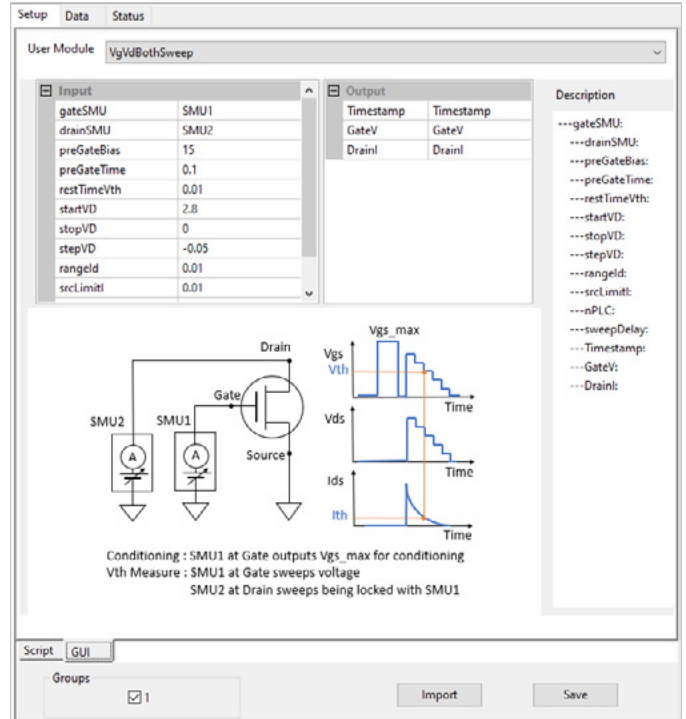 Setup Data Status
User Module VgVdBothSweep
Input
gateSMU SMU1
drainSMU SMU2
preGateBias 15
preGateTime 0.1
restTimeVth 0.01
startVD 2.8
stopVD 0
stepVD -0.05
rangeId 0.01
srcLimitI 0.01
Output
Timestamp Timestamp
GateV GateV
DrainI DrainI
Description
---gateSMU:
---drainSMU:
---preGateBias:
---preGateTime:
---restTimeVth:
---startVD:
---stopVD:
---stepVD:
---rangeId:
---srcLimitI:
---nPLC:
---sweepDelay:
---Timestamp:
---GateV:
---DrainI:
Drain
Gate
SMU2 SMU1
A A
Source
Vgs_max
Vgs
Vth
Time
Vds
Time
Ids
Ith
Time
Conditioning : SMU1 at Gate outputs Vgs_max for conditioning
Vth Measure : SMU1 at Gate sweeps voltage
SMU2 at Drain sweeps being locked with SMU1
Script GUI
Groups
1
Import Save